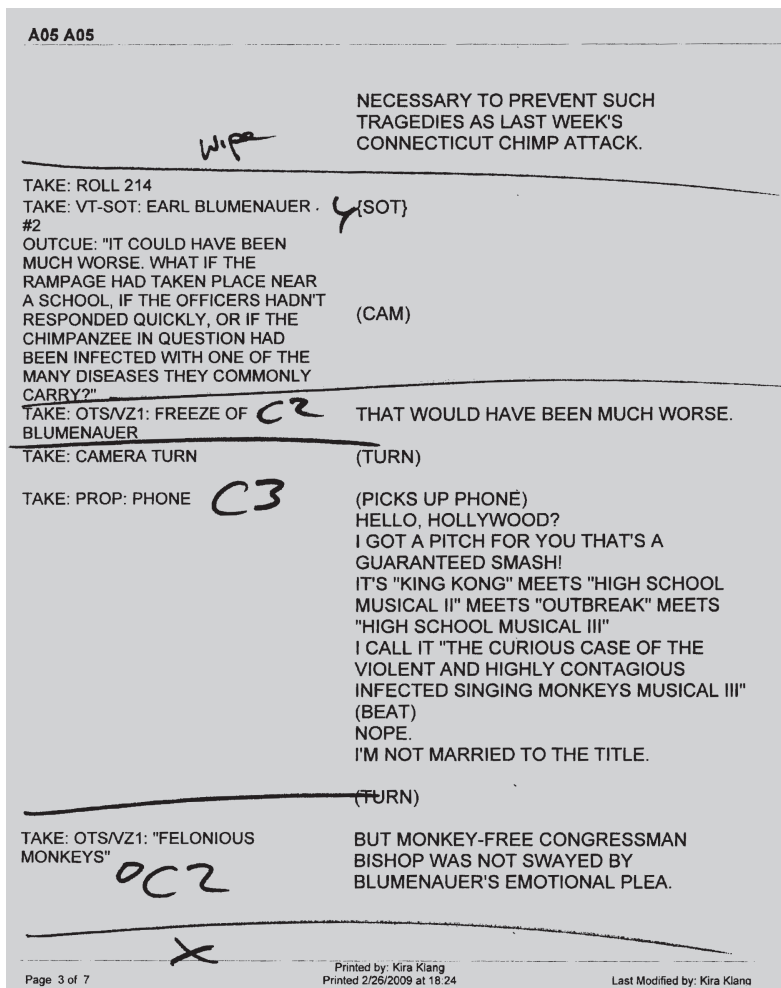 A05 A05
NECESSARY TO PREVENT SUCH
TRAGEDIES AS LAST WEEK'S
CONNECTICUT CHIMP ATTACK.
Wipe
TAKE: ROLL 214
TAKE: VT-SOT: EARL BLUMENAUER
#2
{SOT}
OUTCUE: "IT COULD HAVE BEEN
MUCH WORSE. WHAT IF THE
RAMPAGE HAD TAKEN PLACE NEAR
A SCHOOL, IF THE OFFICERS HADN'T
RESPONDED QUICKLY, OR IF THE
CHIMPANZEE IN QUESTION HAD
BEEN INFECTED WITH ONE OF THE
MANY DISEASES THEY COMMONLY
CARRY?"
(CAM)
TAKE: OTS/VZ1: FREEZE OF
BLUMENAUER
C2
THAT WOULD HAVE BEEN MUCH WORSE.
TAKE: CAMERA TURN
(TURN)
TAKE: PROP: PHONE
C3
(PICKS UP PHONE)
HELLO, HOLLYWOOD?
I GOT A PITCH FOR YOU THAT'S A
GUARANTEED SMASH!
IT'S "KING KONG" MEETS "HIGH SCHOOL
MUSICAL II" MEETS "OUTBREAK" MEETS
"HIGH SCHOOL MUSICAL III"
I CALL IT "THE CURIOUS CASE OF THE
VIOLENT AND HIGHLY CONTAGIOUS
INFECTED SINGING MONKEYS MUSICAL III"
(BEAT)
NOPE.
I'M NOT MARRIED TO THE TITLE.
(TURN)
TAKE: OTS/VZ1: "FELONIOUS
MONKEYS"
C2
BUT MONKEY-FREE CONGRESSMAN
BISHOP WAS NOT SWAYED BY
BLUMENAUER'S EMOTIONAL PLEA.
X
Page 3 of 7
Printed by: Kira Klang
Printed 2/26/2009 at 18:24
Last Modified by: Kira Klang